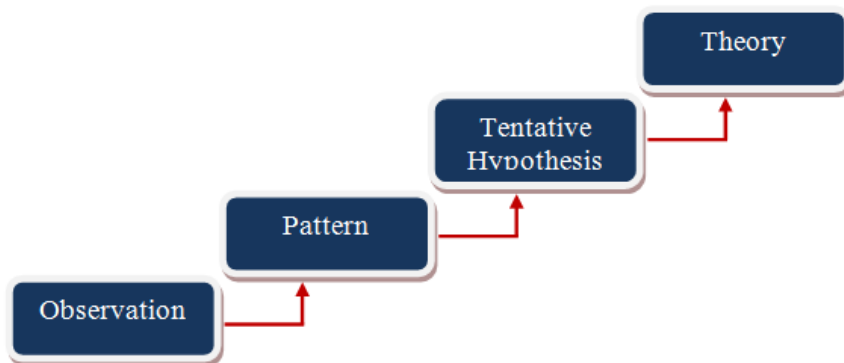 Theory
Tentative
Hypothesis
Pattern
Observation